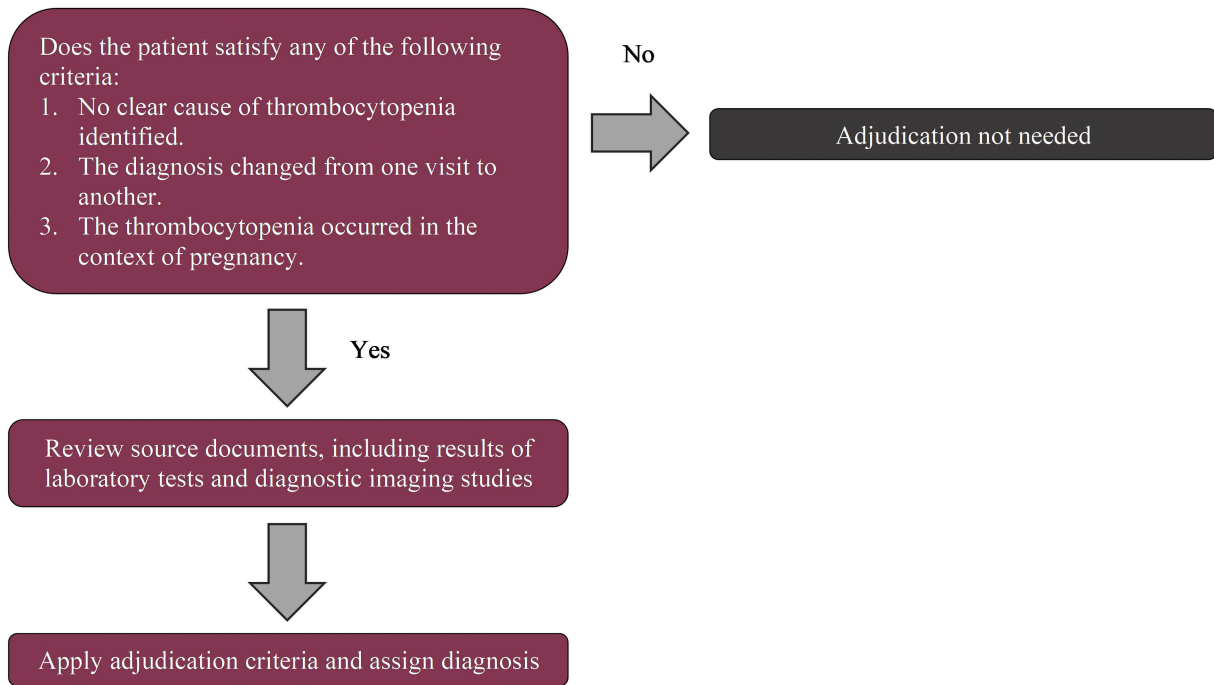 Does the patient satisfy any of the following
criteria:
1. No clear cause of thrombocytopenia
identified.
2. The diagnosis changed from one visit to
another.
3. The thrombocytopenia occurred in the
context of pregnancy.
No
Adjudication not needed
Yes
Review source documents, including results of
laboratory tests and diagnostic imaging studies
Apply adjudication criteria and assign diagnosis